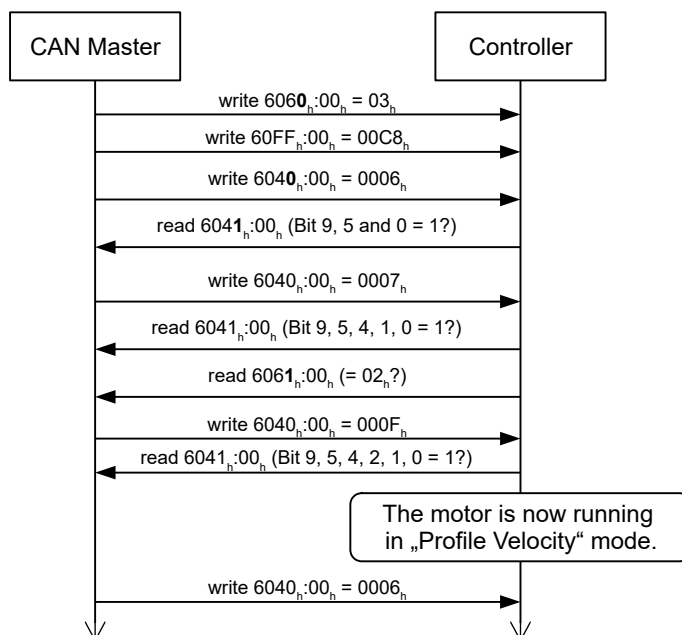 CAN Master
Controller
write 6060h:00h = 03h
write 60FFh:00h = 00C8h
write 6040h:00h = 0006h
read 6041h:00h (Bit 9, 5 and 0 = 1?)
write 6040h:00h = 0007h
read 6041h:00h (Bit 9, 5, 4, 1, 0 = 1?)
read 6061h:00h (= 02h?)
write 6040h:00h = 000Fh
read 6041h:00h (Bit 9, 5, 4, 2, 1, 0 = 1?)
The motor is now running
in „Profile Velocity“ mode.
write 6040h:00h = 0006h